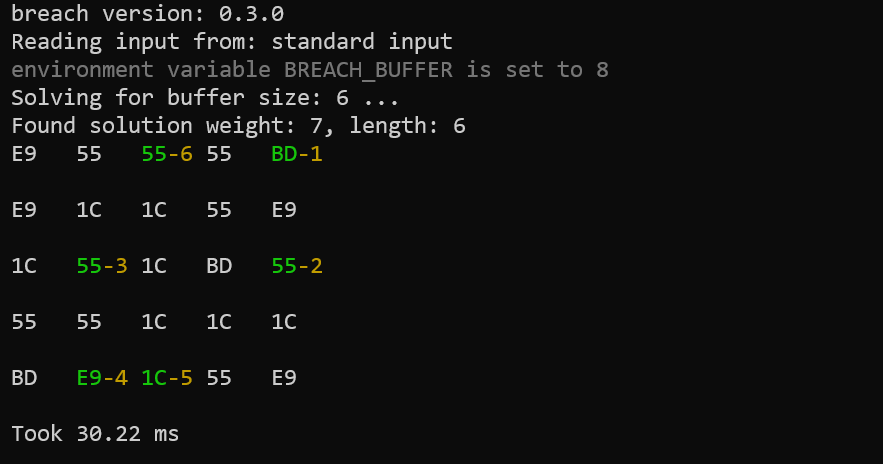 breach version: 0.3.0
Reading input from: standard input
environment variable BREACH_BUFFER is set to 8
Solving for buffer size: 6 ...
Found solution weight: 7, length: 6
E9 55 55-6 55 BD-1
E9 1C 1C 55 E9
1C 55-3 1C BD 55-2
55 55 1C 1C 1C
BD E9-4 1C-5 55 E9
Took 30.22 ms